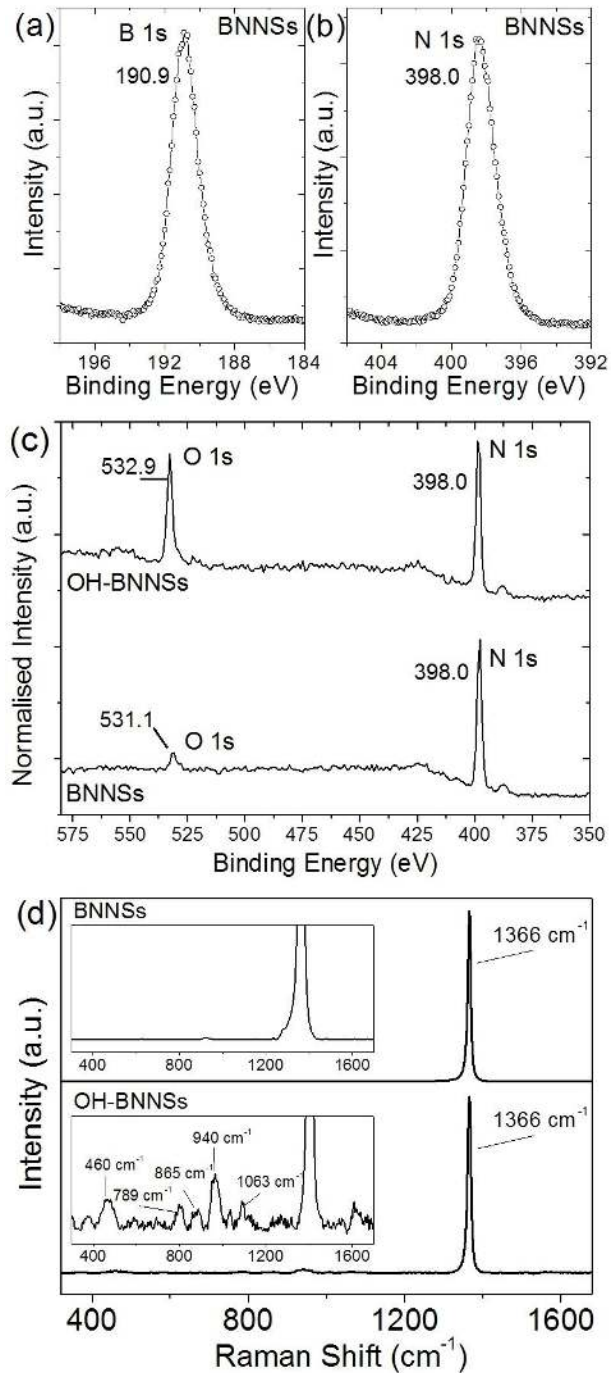 (a)
B 1s
BNNSs
190.9
Intensity (a.u.)
196 192 188 184
Binding Energy (eV)
(b)
N 1s
BNNSs
398.0
Intensity (a.u.)
404 400 396 392
Binding Energy (eV)
(c)
O 1s
532.9
N 1s
398.0
OH-BNNSs
N 1s
398.0
531.1
O 1s
BNNSs
Normalised Intensity (a.u.)
575 550 525 500 475 450 425 400 375 350
Binding Energy (eV)
(d)
BNNSs
1366 cm⁻¹
400 800 1200 1600
OH-BNNSs
1366 cm⁻¹
940 cm⁻¹
460 cm⁻¹
865 cm⁻¹
789 cm⁻¹
1063 cm⁻¹
400 800 1200 1600
Intensity (a.u.)
400 800 1200 1600
Raman Shift (cm⁻¹)